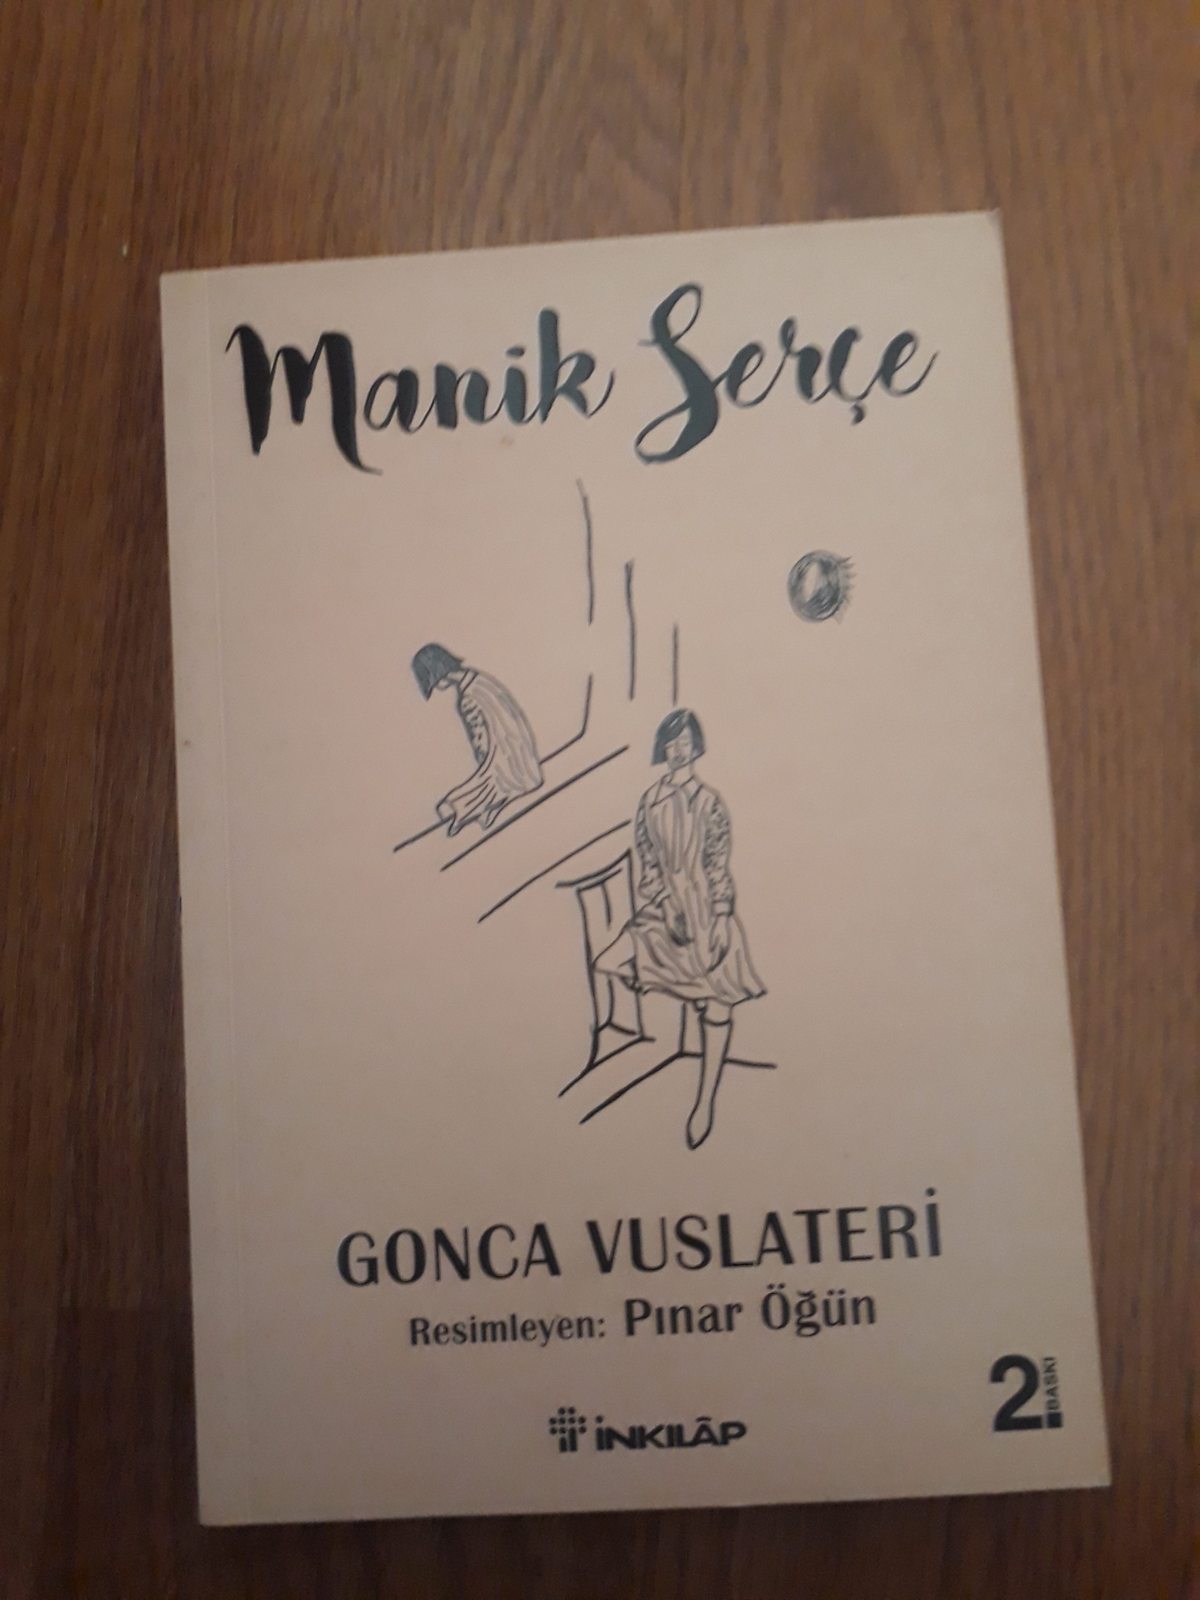 Manik Serçe
GONCA VUSLATERİ
Resimleyen: Pınar Öğün
İNKILÂP
2. BASKI